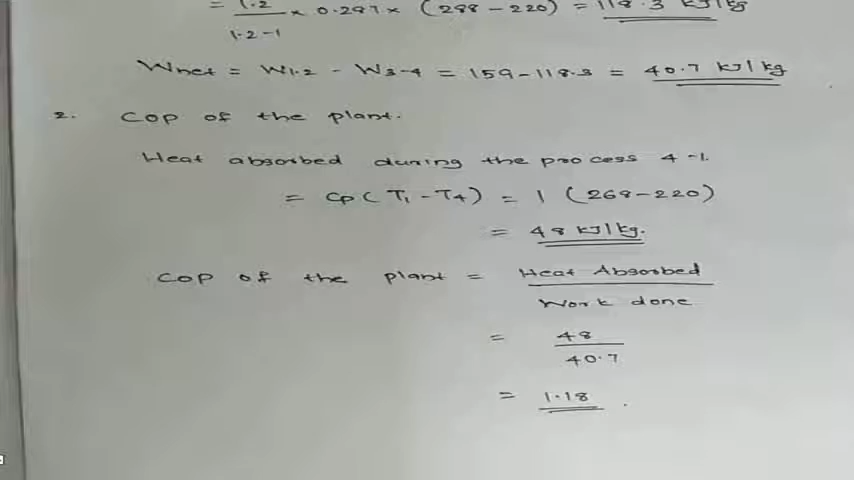 = 1.2 / 1.2-1 × 0.287 × (288-220) = 118.3 kJ/kg
Wnet = W1-2 - W3-4 = 159-118.3 = 40.7 kJ/kg
2. COP of the plant.
Heat absorbed during the process 4-1.
= Cp(T1-T4) = 1 (268-220)
= 48 kJ/kg.
COP of the plant = Heat Absorbed
Work done
= 48
40.7
= 1.18